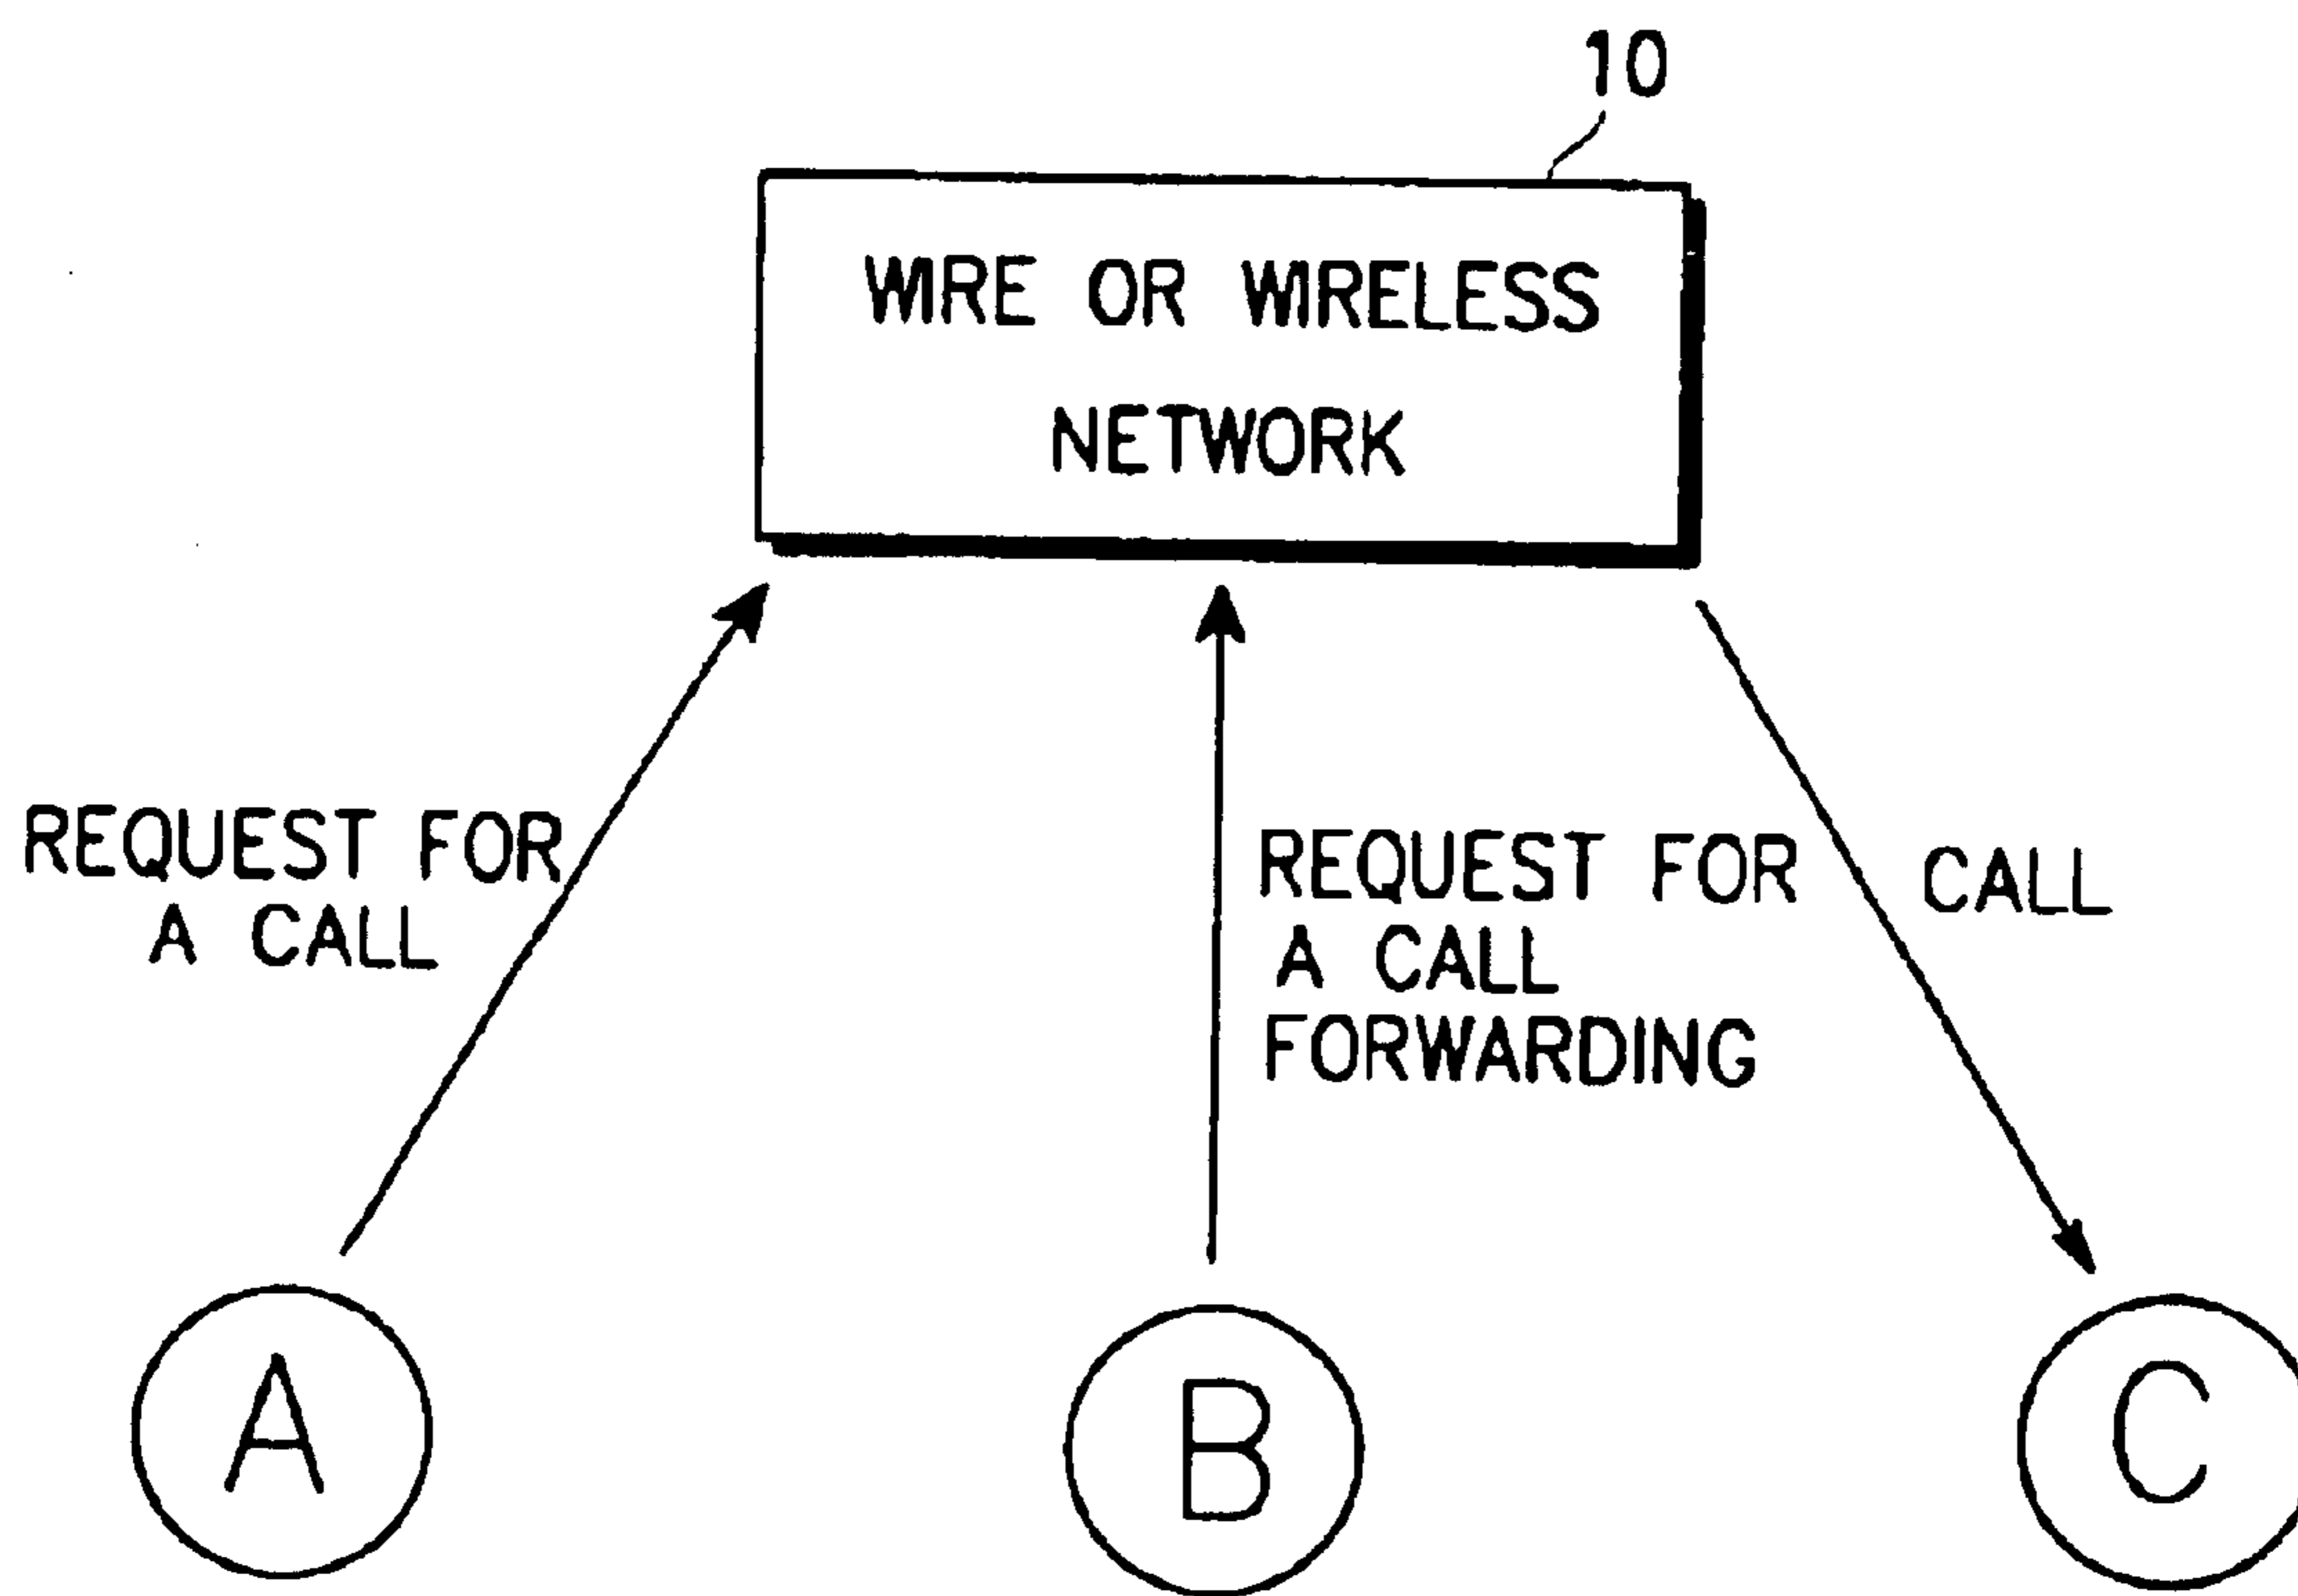 10
WIRE OR WIRELESS
NETWORK
REQUEST FOR
A CALL
REQUEST FOR
A CALL
FORWARDING
CALL
A
B
C